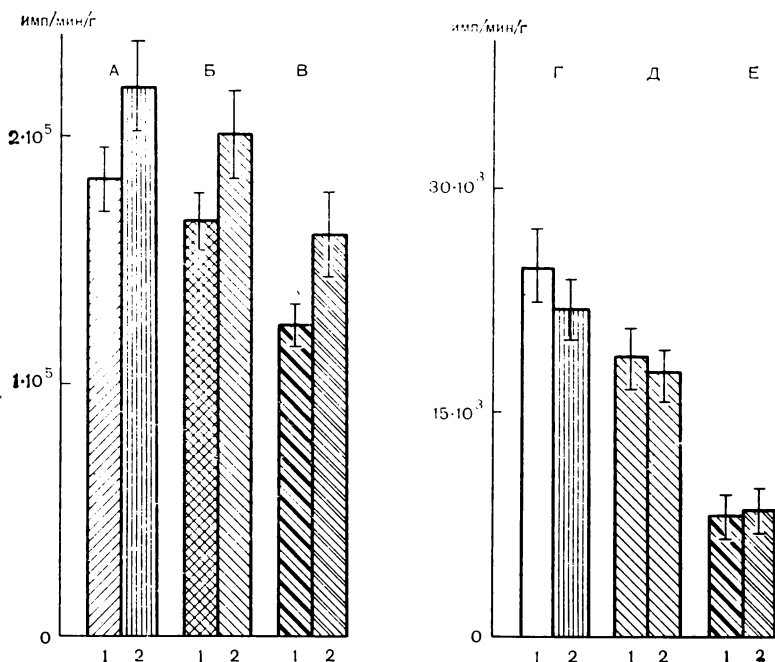 имп/мин/г
А Б В
2·10⁵
1·10⁵
0
1 2 1 2 1 2
имп/мин/г
Г Д Е
30·10³
15·10³
0
1 2 1 2 1 2